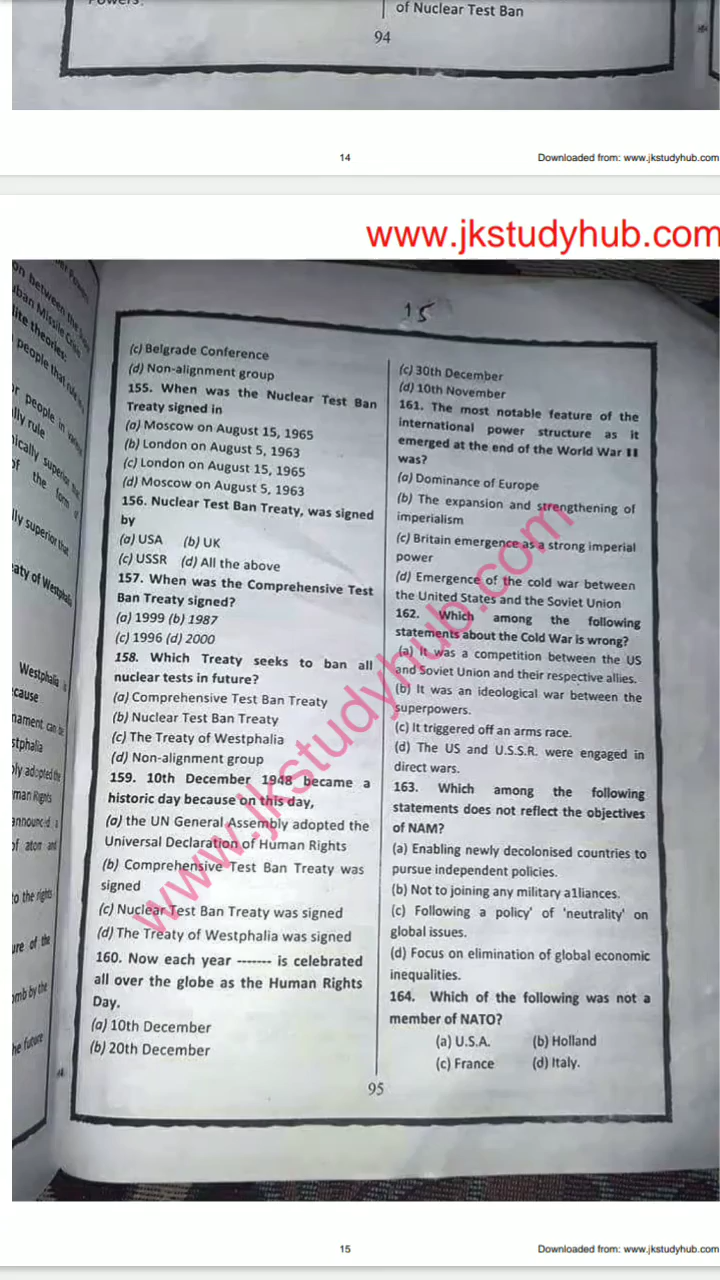 of Nuclear Test Ban
94
14
Downloaded from: www.jkstudyhub.com
www.jkstudyhub.com
15
(c) Belgrade Conference
(d) Non-alignment group
155. When was the Nuclear Test Ban
Treaty signed in
(a) Moscow on August 15, 1965
(b) London on August 5, 1963
(c) London on August 15, 1965
(d) Moscow on August 5, 1963
156. Nuclear Test Ban Treaty, was signed
by
(a) USA (b) UK
(c) USSR (d) All the above
157. When was the Comprehensive Test
Ban Treaty signed?
(a) 1999 (b) 1987
(c) 1996 (d) 2000
158. Which Treaty seeks to ban all
nuclear tests in future?
(a) Comprehensive Test Ban Treaty
(b) Nuclear Test Ban Treaty
(c) The Treaty of Westphalia
(d) Non-alignment group
159. 10th December 1948 became a
historic day because on this day,
(a) the UN General Assembly adopted the
Universal Declaration of Human Rights
(b) Comprehensive Test Ban Treaty was
signed
(c) Nuclear Test Ban Treaty was signed
(d) The Treaty of Westphalia was signed
160. Now each year ------- is celebrated
all over the globe as the Human Rights
Day.
(a) 10th December
(b) 20th December
(c) 30th December
(d) 10th November
161. The most notable feature of the
international power structure as it
emerged at the end of the World War II
was?
(a) Dominance of Europe
(b) The expansion and strengthening of
imperialism
(c) Britain emergence as a strong imperial
power
(d) Emergence of the cold war between
the United States and the Soviet Union
162. Which among the following
statements about the Cold War is wrong?
(a) It was a competition between the US
and Soviet Union and their respective allies.
(b) It was an ideological war between the
superpowers.
(c) It triggered off an arms race.
(d) The US and U.S.S.R. were engaged in
direct wars.
163. Which among the following
statements does not reflect the objectives
of NAM?
(a) Enabling newly decolonised countries to
pursue independent policies.
(b) Not to joining any military a1liances.
(c) Following a policy' of 'neutrality' on
global issues.
(d) Focus on elimination of global economic
inequalities.
164. Which of the following was not a
member of NATO?
(a) U.S.A. (b) Holland
(c) France (d) Italy.
95
www.jkstudyhub.com
15
Downloaded from: www.jkstudyhub.com